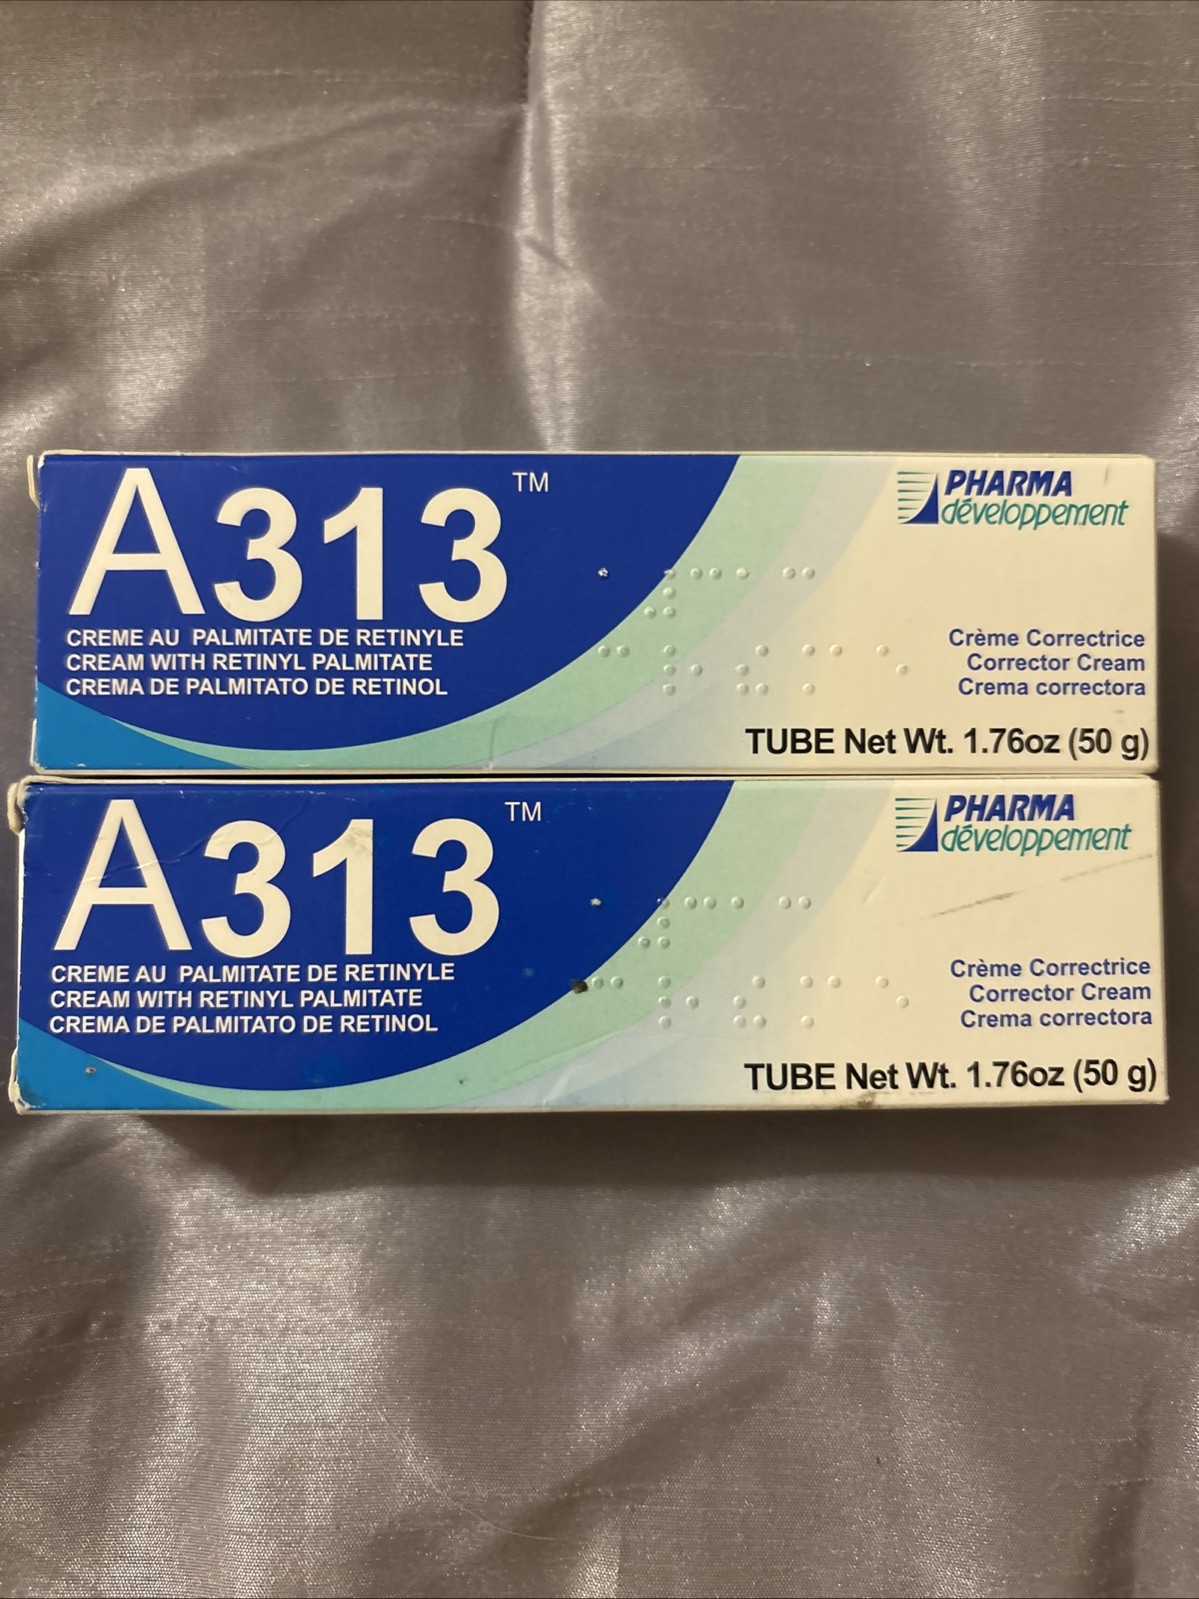 A313™
CREME AU PALMITATE DE RETINYLE
CREAM WITH RETINYL PALMITATE
CREMA DE PALMITATO DE RETINOL
PHARMA
développement
Crème Correctrice
Corrector Cream
Crema correctora
TUBE Net Wt. 1.76oz (50 g)
A313™
CREME AU PALMITATE DE RETINYLE
CREAM WITH RETINYL PALMITATE
CREMA DE PALMITATO DE RETINOL
PHARMA
développement
Crème Correctrice
Corrector Cream
Crema correctora
TUBE Net Wt. 1.76oz (50 g)